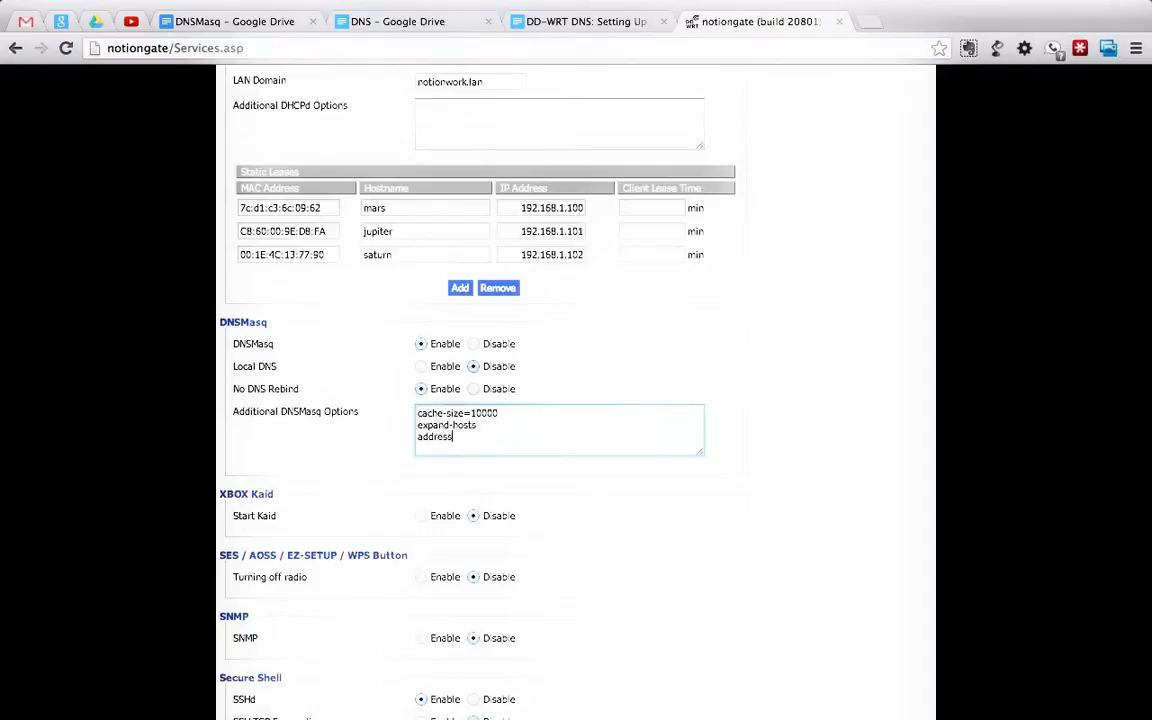 DNSMasq - Google Drive
DNS - Google Drive
DD-WRT DNS: Setting Up
notiongate (build 20801)
notiongate/Services.asp
LAN Domain notionwork.lan
Additional DHCPd Options
Static Leases
MAC Address Hostname IP Address Client Lease Time
7c:d1:c3:6c:09:62 mars 192.168.1.100 min
C8:60:00:9E:D8:FA jupiter 192.168.1.101 min
00:1E:4C:13:77:90 saturn 192.168.1.102 min
Add Remove
DNSMasq
DNSMasq Enable Disable
Local DNS Enable Disable
No DNS Rebind Enable Disable
Additional DNSMasq Options
cache-size=10000
expand-hosts
address
XBOX Kaid
Start Kaid Enable Disable
SES / AOSS / EZ-SETUP / WPS Button
Turning off radio Enable Disable
SNMP
SNMP Enable Disable
Secure Shell
SSHd Enable Disable